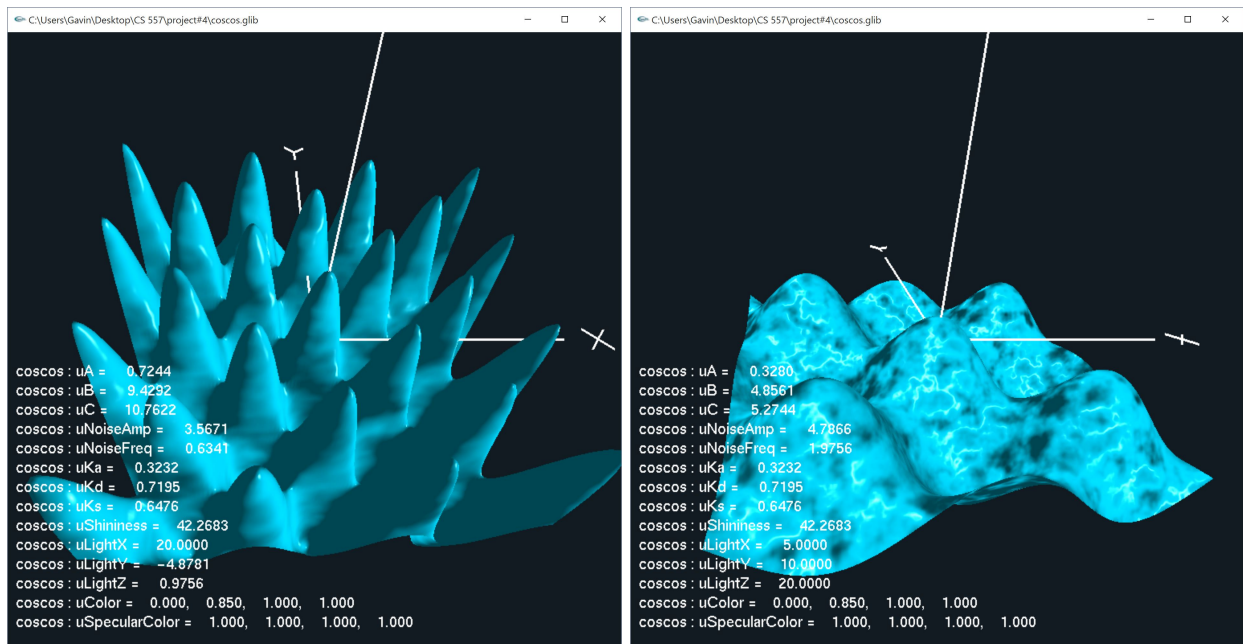 C:\Users\Gavin\Desktop\CS 557\project#4\coscos.glib
Y
X
coscos : uA = 0.7244
coscos : uB = 9.4292
coscos : uC = 10.7622
coscos : uNoiseAmp = 3.5671
coscos : uNoiseFreq = 0.6341
coscos : uKa = 0.3232
coscos : uKd = 0.7195
coscos : uKs = 0.6476
coscos : uShininess = 42.2683
coscos : uLightX = 20.0000
coscos : uLightY = -4.8781
coscos : uLightZ = 0.9756
coscos : uColor = 0.000, 0.850, 1.000, 1.000
coscos : uSpecularColor = 1.000, 1.000, 1.000, 1.000
C:\Users\Gavin\Desktop\CS 557\project#4\coscos.glib
Y
X
coscos : uA = 0.3280
coscos : uB = 4.8561
coscos : uC = 5.2744
coscos : uNoiseAmp = 4.7866
coscos : uNoiseFreq = 1.9756
coscos : uKa = 0.3232
coscos : uKd = 0.7195
coscos : uKs = 0.6476
coscos : uShininess = 42.2683
coscos : uLightX = 5.0000
coscos : uLightY = 10.0000
coscos : uLightZ = 20.0000
coscos : uColor = 0.000, 0.850, 1.000, 1.000
coscos : uSpecularColor = 1.000, 1.000, 1.000, 1.000